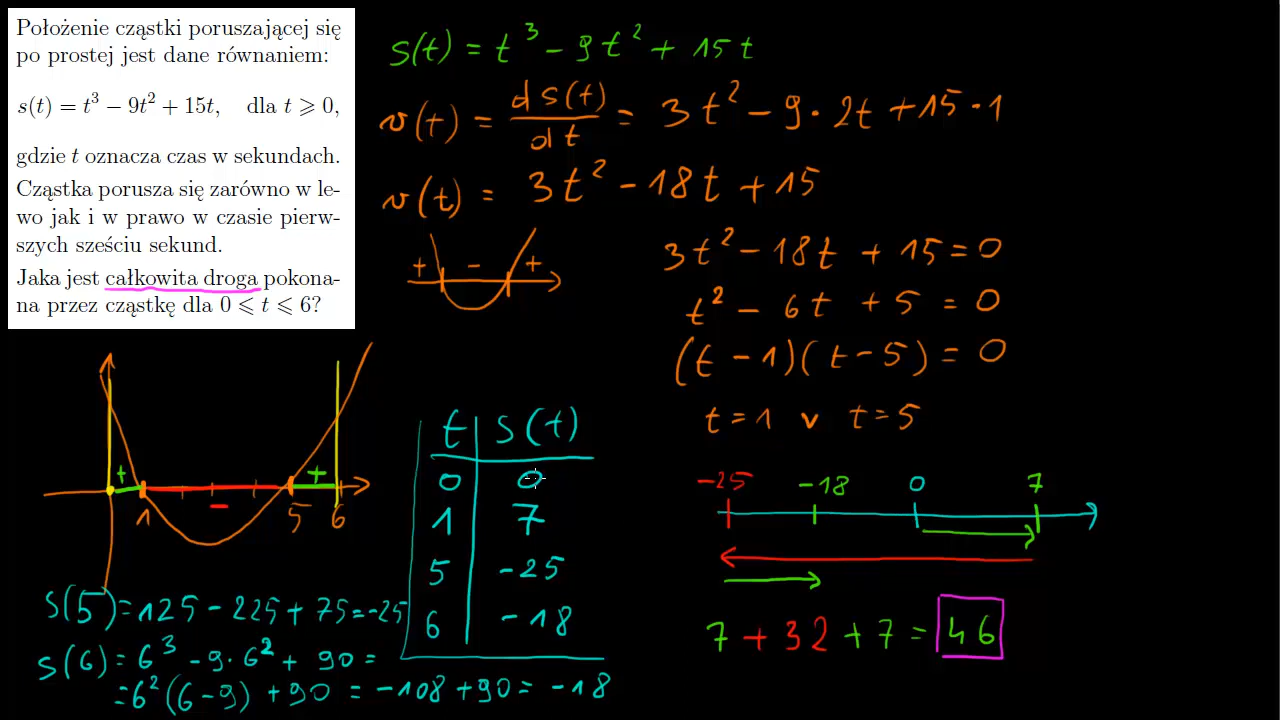 Położenie cząstki poruszającej się
po prostej jest dane równaniem:
s(t) = t³ − 9t² + 15t, dla t ⩾ 0,
gdzie t oznacza czas w sekundach.
Cząstka porusza się zarówno w le-
wo jak i w prawo w czasie pierw-
szych sześciu sekund.
Jaka jest całkowita droga pokona-
na przez cząstkę dla 0 ⩽ t ⩽ 6?
s(t) = t³ − 9t² + 15t
v(t) = ds(t)/dt = 3t² − 9·2t + 15·1
v(t) = 3t² − 18t + 15
+ − +
3t² − 18t + 15 = 0
t² − 6t + 5 = 0
(t − 1)(t − 5) = 0
t = 1 v t = 5
+ − +
1 5 6
t s(t)
0 0
1 7
5 −25
6 −18
s(5) = 125 − 225 + 75 = −25
s(6) = 6³ − 9·6² + 90 =
= 6²(6 − 9) + 90 = −108 + 90 = −18
−25 −18 0 7
7 + 32 + 7 = 46